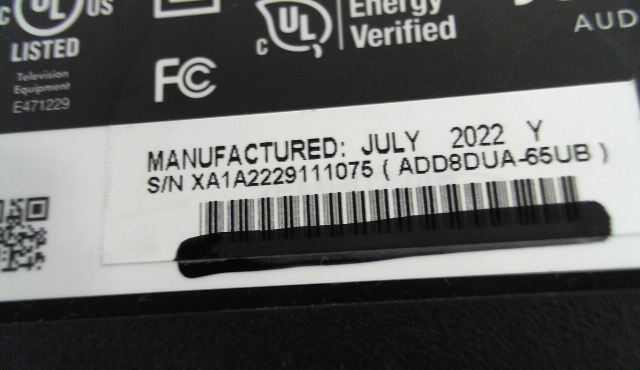 c UL US
LISTED
Television
Equipment
E471229
FC
c UL
Energy
Verified
AUD
MANUFACTURED: JULY 2022 Y
S/N XA1A2229111075 ( ADD8DUA-65UB )